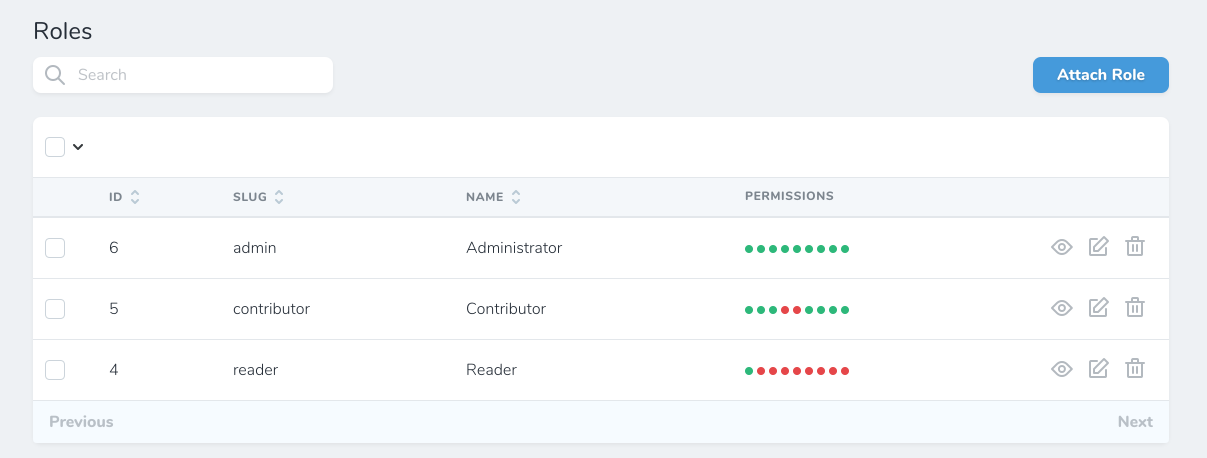 Roles
Search
Attach Role
ID SLUG NAME PERMISSIONS
6 admin Administrator
5 contributor Contributor
4 reader Reader
Previous Next